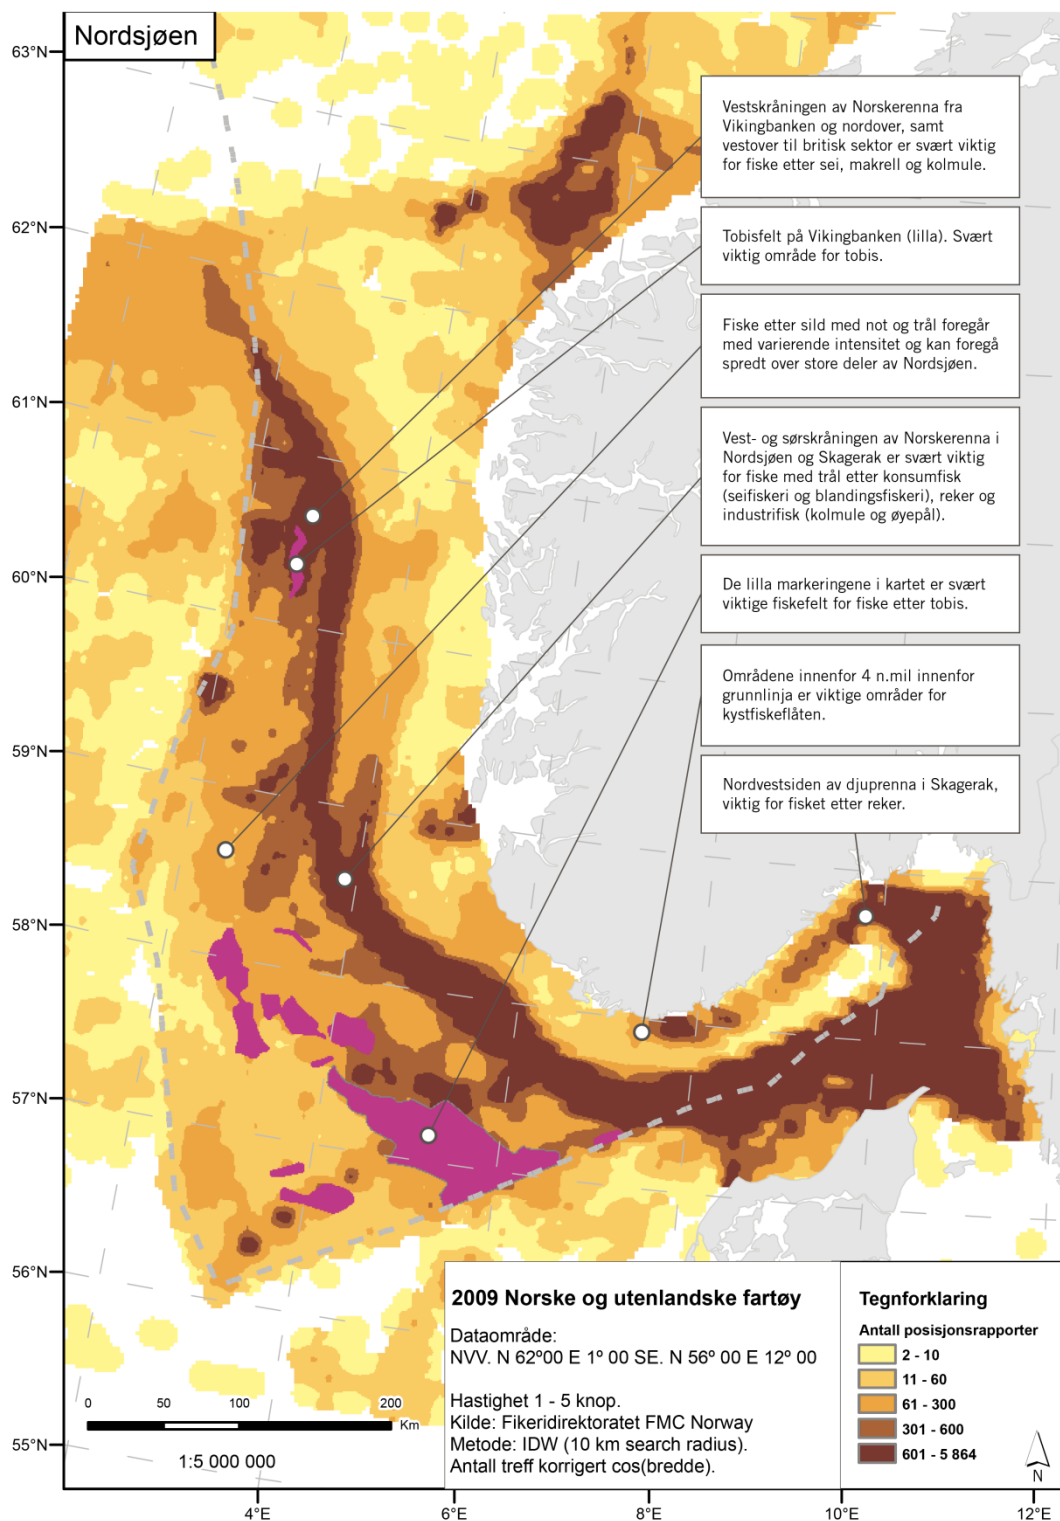 Nordsjøen
63°N
62°N
61°N
60°N
59°N
58°N
57°N
56°N
55°N
Vestskråningen av Norskerenna fra
Vikingbanken og nordover, samt
vestover til britisk sektor er svært viktig
for fiske etter sei, makrell og kolmule.
Tobisfelt på Vikingbanken (lilla). Svært
viktig område for tobis.
Fiske etter sild med not og trål foregår
med varierende intensitet og kan foregå
spredt over store deler av Nordsjøen.
Vest- og sørskråningen av Norskerenna i
Nordsjøen og Skagerak er svært viktig
for fiske med trål etter konsumfisk
(seifiskeri og blandingsfiskeri), reker og
industrifisk (kolmule og øyepål).
De lilla markeringene i kartet er svært
viktige fiskefelt for fiske etter tobis.
Områdene innenfor 4 n.mil innenfor
grunnlinja er viktige områder for
kystfiskeflåten.
Nordvestsiden av djuprenna i Skagerak,
viktig for fisket etter reker.
2009 Norske og utenlandske fartøy
Dataområde:
NVV. N 62º00 E 1º 00 SE. N 56º 00 E 12º 00
Hastighet 1 - 5 knop.
Kilde: Fikeridirektoratet FMC Norway
Metode: IDW (10 km search radius).
Antall treff korrigert cos(bredde).
Tegnforklaring
Antall posisjonsrapporter
2 - 10
11 - 60
61 - 300
301 - 600
601 - 5 864
N
0 50 100 200
Km
1:5 000 000
4°E 6°E 8°E 10°E 12°E